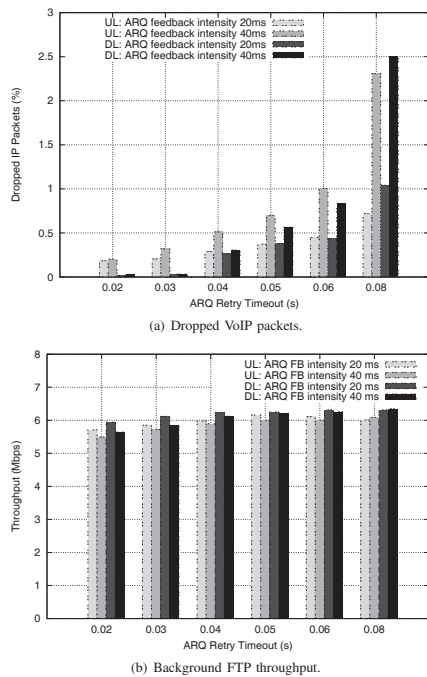 UL: ARQ feedback intensity 20ms
UL: ARQ feedback intensity 40ms
DL: ARQ feedback intensity 20ms
DL: ARQ feedback intensity 40ms
3
2.5
2
1.5
1
0.5
0
Dropped IP Packets (%)
0.02 0.03 0.04 0.05 0.06 0.08
ARQ Retry Timeout (s)
(a) Dropped VoIP packets.
UL: ARQ FB intensity 20 ms
UL: ARQ FB intensity 40 ms
DL: ARQ FB intensity 20 ms
DL: ARQ FB intensity 40 ms
8
7
6
5
4
3
2
1
0
Throughput (Mbps)
0.02 0.03 0.04 0.05 0.06 0.08
ARQ Retry Timeout (s)
(b) Background FTP throughput.